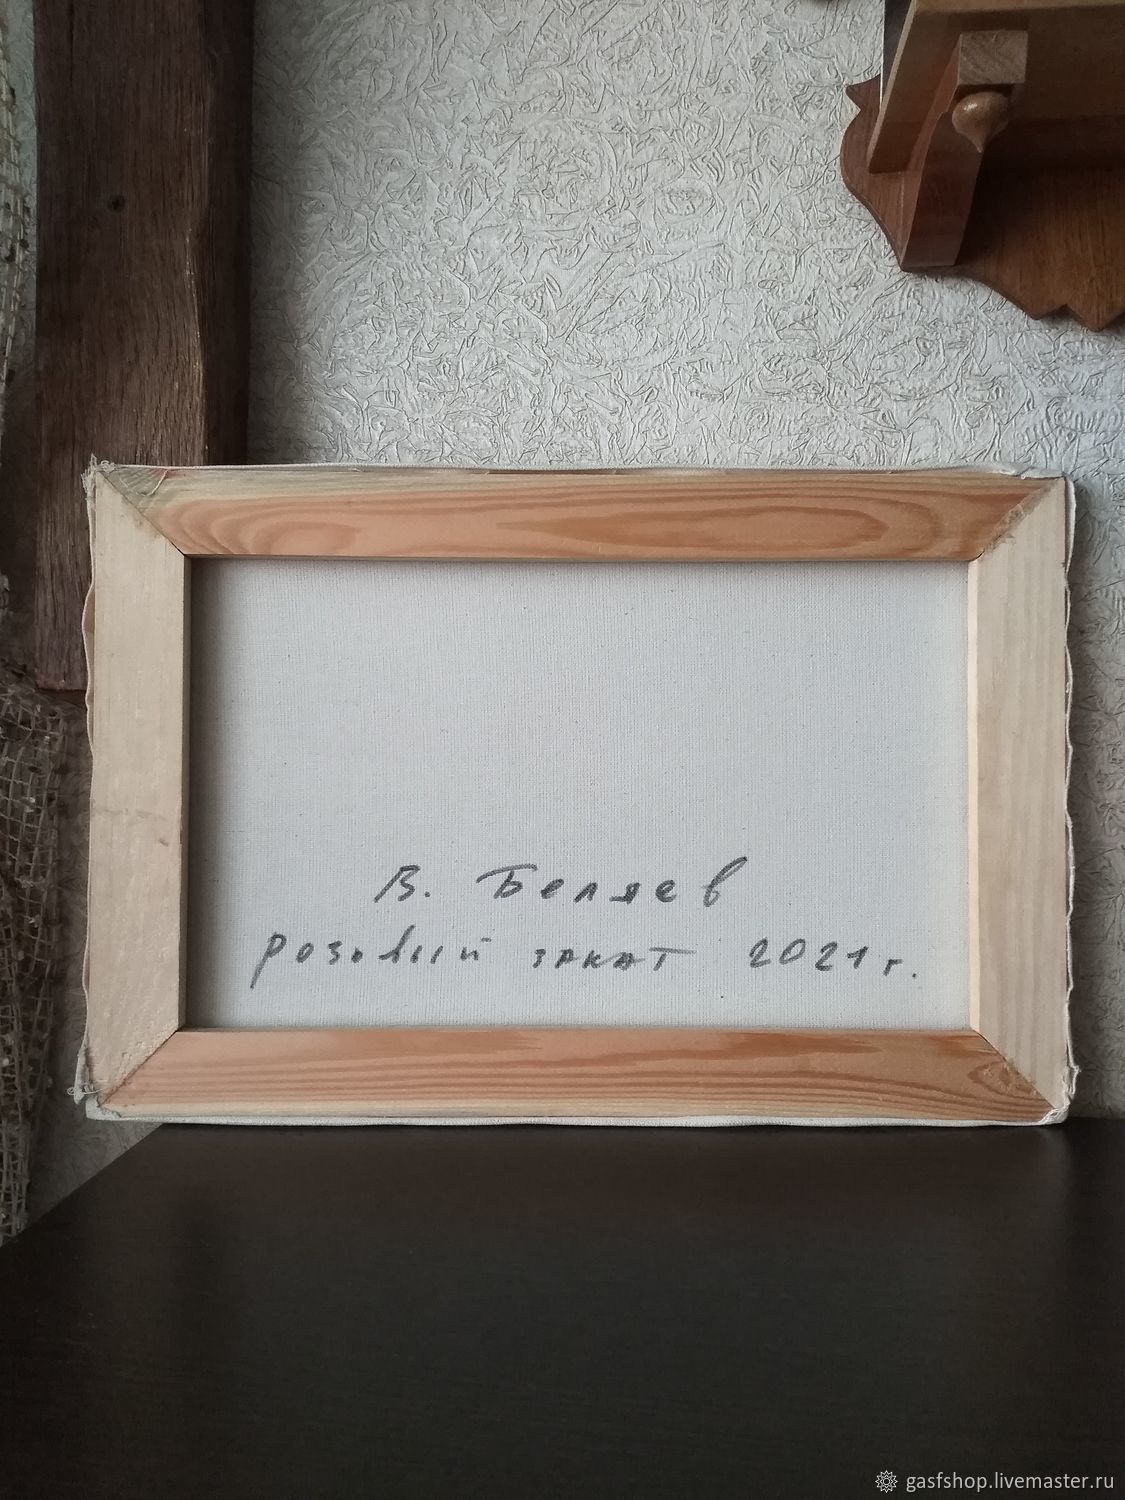 В. Беляев
розовый закат 2021 г.
gasfshop.livemaster.ru